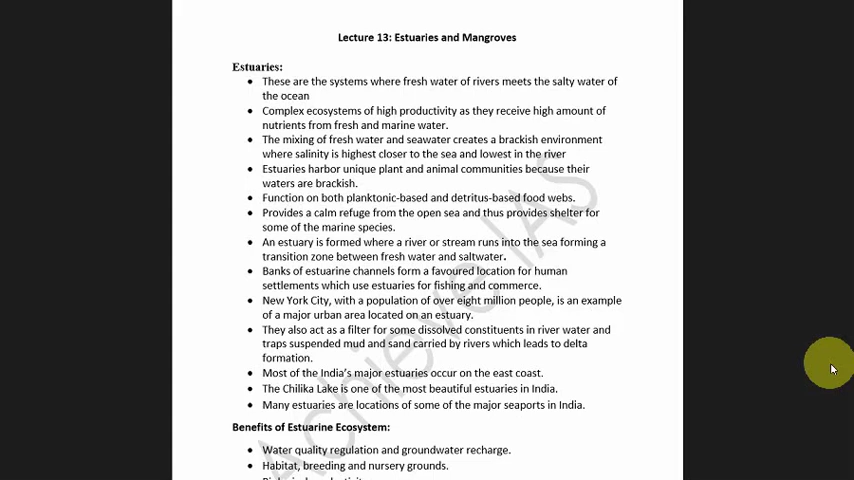 Lecture 13: Estuaries and Mangroves
Estuaries:
• These are the systems where fresh water of rivers meets the salty water of
the ocean
• Complex ecosystems of high productivity as they receive high amount of
nutrients from fresh and marine water.
• The mixing of fresh water and seawater creates a brackish environment
where salinity is highest closer to the sea and lowest in the river
• Estuaries harbor unique plant and animal communities because their
waters are brackish.
• Function on both planktonic-based and detritus-based food webs.
• Provides a calm refuge from the open sea and thus provides shelter for
some of the marine species.
• An estuary is formed where a river or stream runs into the sea forming a
transition zone between fresh water and saltwater.
• Banks of estuarine channels form a favoured location for human
settlements which use estuaries for fishing and commerce.
• New York City, with a population of over eight million people, is an example
of a major urban area located on an estuary.
• They also act as a filter for some dissolved constituents in river water and
traps suspended mud and sand carried by rivers which leads to delta
formation.
• Most of the India's major estuaries occur on the east coast.
• The Chilika Lake is one of the most beautiful estuaries in India.
• Many estuaries are locations of some of the major seaports in India.
Benefits of Estuarine Ecosystem:
• Water quality regulation and groundwater recharge.
• Habitat, breeding and nursery grounds.
Achieve IAS